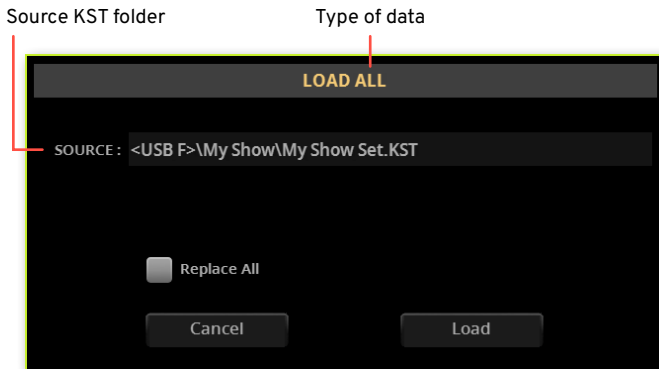 Source KST folder
Type of data
LOAD ALL
SOURCE : <USB F>\My Show\My Show Set.KST
Replace All
Cancel
Load